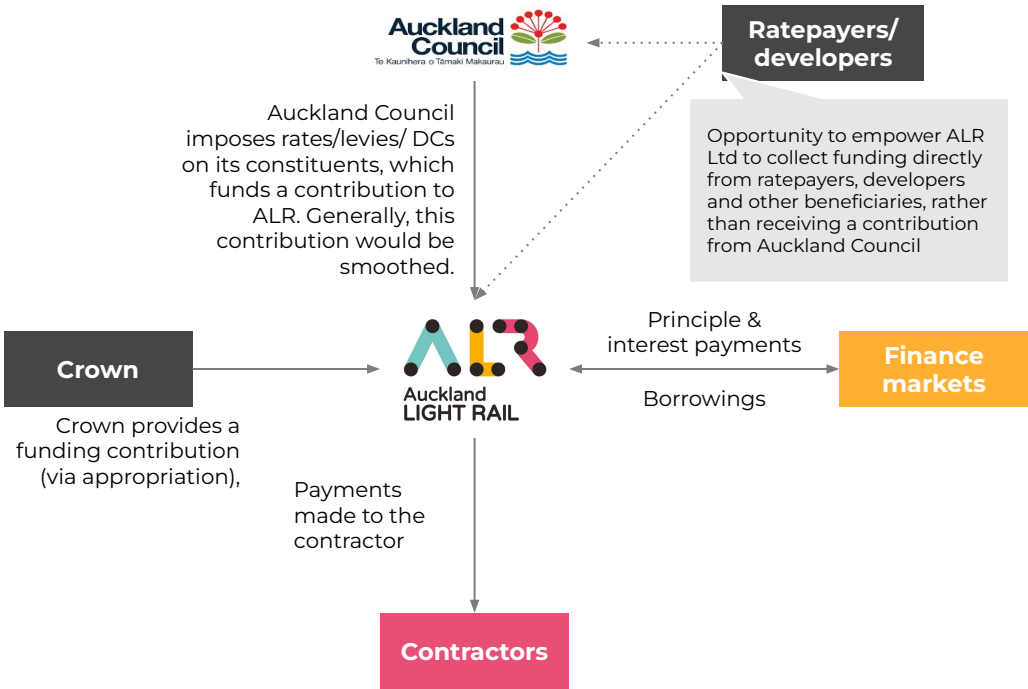 Auckland
Council
Te Kaunihera o Tāmaki Makaurau
Ratepayers/
developers
Auckland Council
imposes rates/levies/ DCs
on its constituents, which
funds a contribution to
ALR. Generally, this
contribution would be
smoothed.
Opportunity to empower ALR
Ltd to collect funding directly
from ratepayers, developers
and other beneficiaries, rather
than receiving a contribution
from Auckland Council
Crown
Crown provides a
funding contribution
(via appropriation),
ALR
Auckland
LIGHT RAIL
Principle &
interest payments
Borrowings
Finance
markets
Payments
made to the
contractor
Contractors